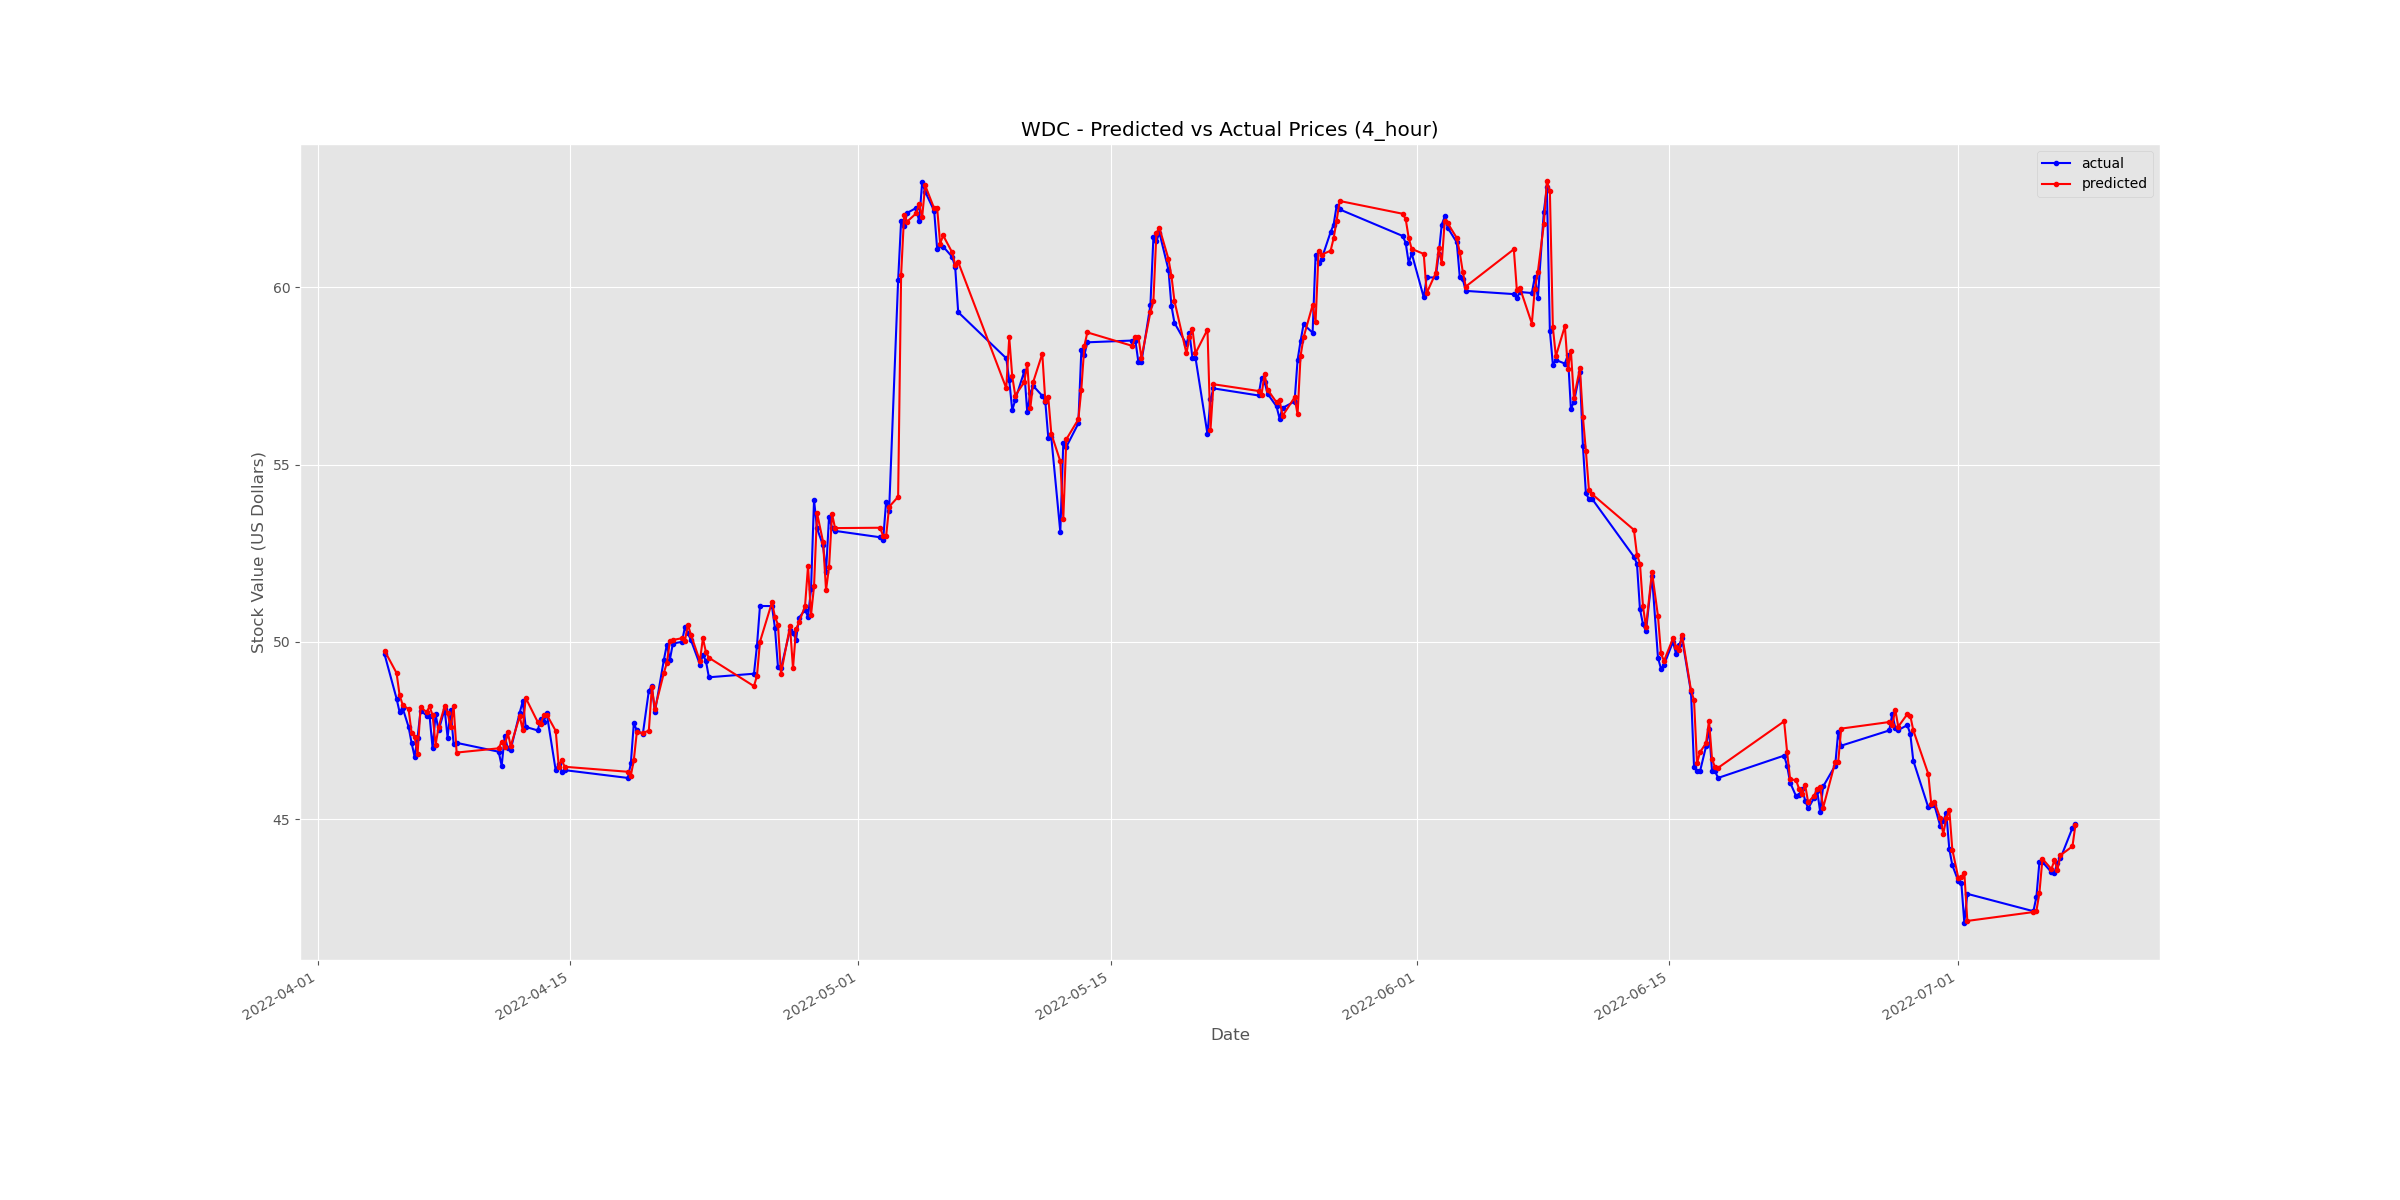 WDC - Predicted vs Actual Prices (4_hour)
actual
predicted
Stock Value (US Dollars)
60
55
50
45
2022-04-01
2022-04-15
2022-05-01
2022-05-15
2022-06-01
2022-06-15
2022-07-01
Date